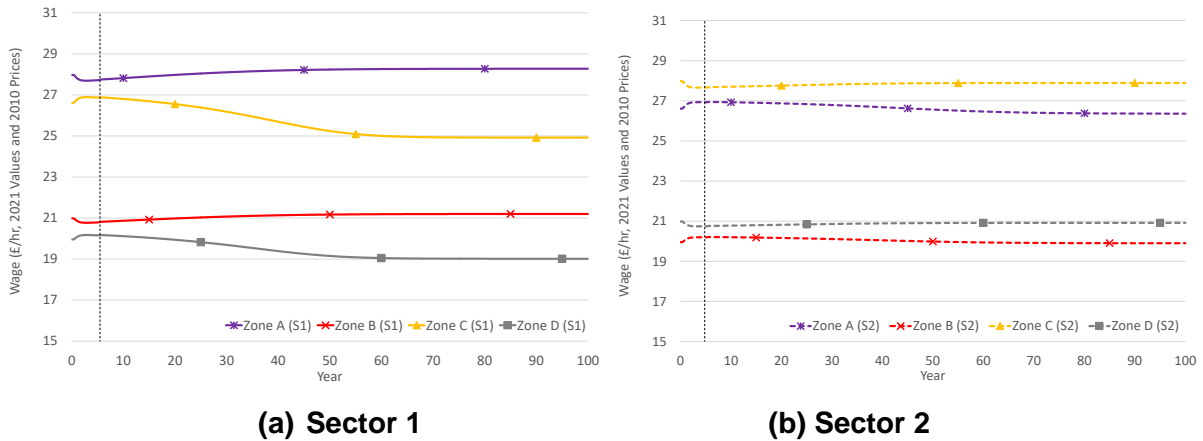 Wage (£/hr, 2021 Values and 2010 Prices)
31
29
27
25
23
21
19
17
15
Zone A (S1) Zone B (S1) Zone C (S1) Zone D (S1)
0 10 20 30 40 50 60 70 80 90 100
Year
(a) Sector 1
Wage (£/hr, 2021 Values and 2010 Prices)
31
29
27
25
23
21
19
17
15
Zone A (S2) Zone B (S2) Zone C (S2) Zone D (S2)
0 10 20 30 40 50 60 70 80 90 100
Year
(b) Sector 2